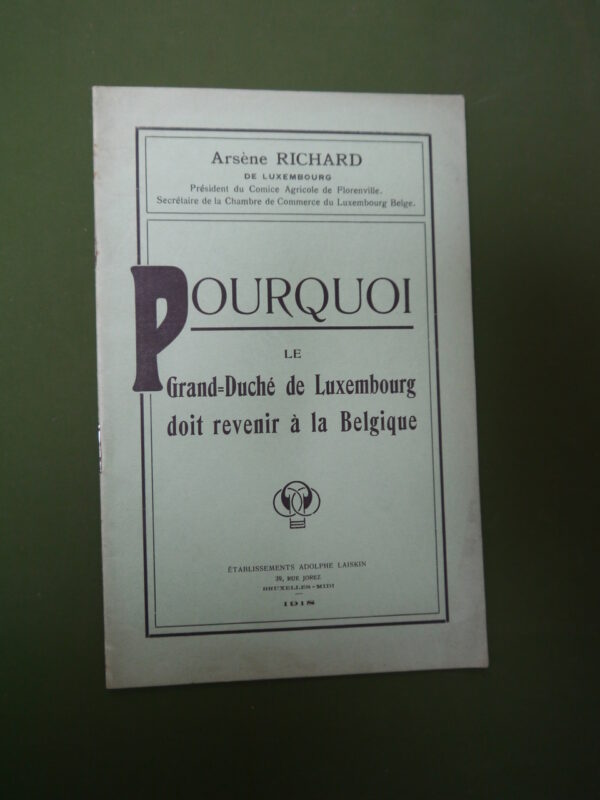 Arsène RICHARD
DE LUXEMBOURG
Président du Comice Agricole de Florenville.
Secrétaire de la Chambre de Commerce du Luxembourg Belge.
POURQUOI
LE
Grand-Duché de Luxembourg
doit revenir à la Belgique
ÉTABLISSEMENTS ADOLPHE LAISKIN
39, RUE JOREZ
BRUXELLES-MIDI
1918